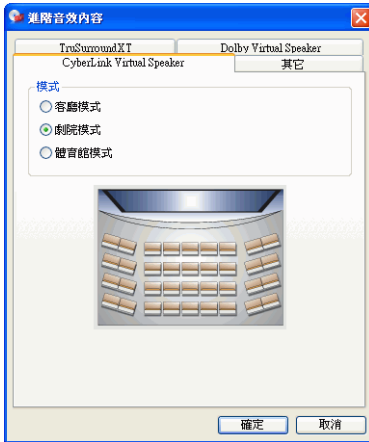 進階音效內容
TruSurroundXT
Dolby Virtual Speaker
CyberLink Virtual Speaker
其它
模式
客廳模式
劇院模式
體育館模式
確定
取消